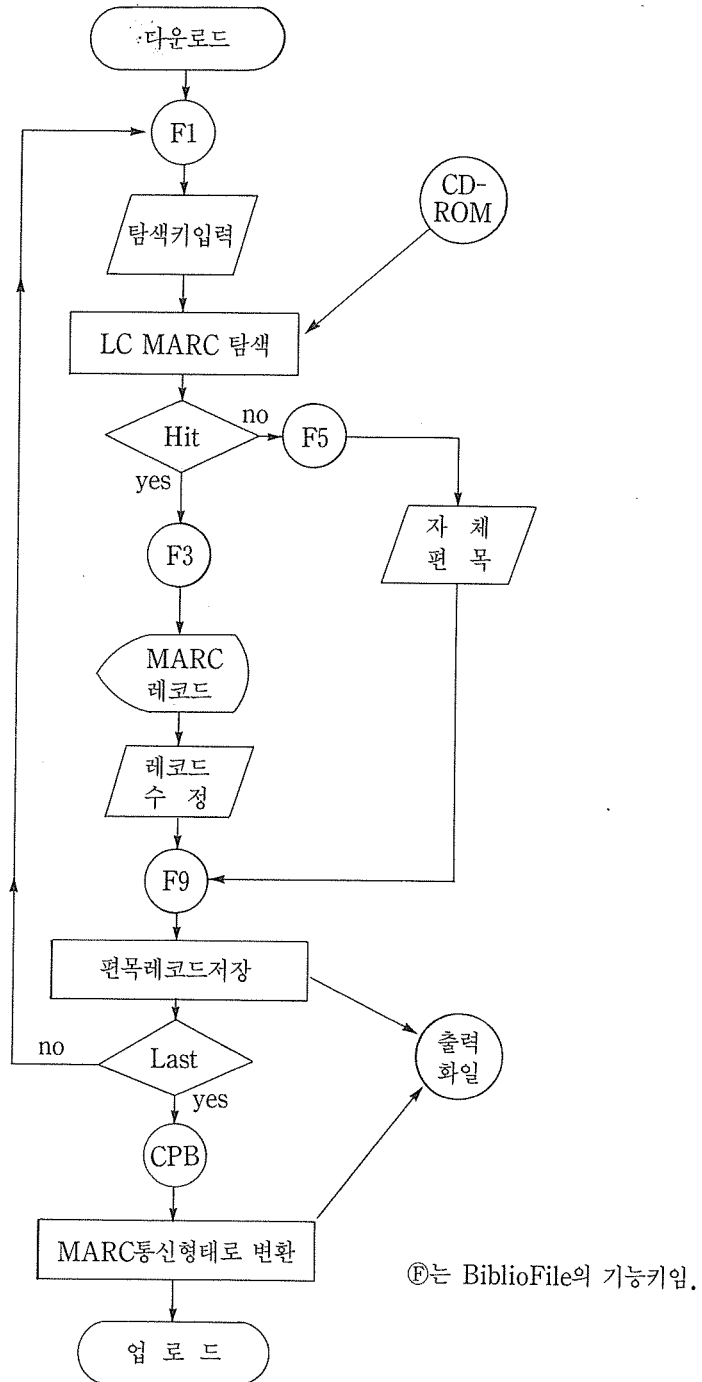 다운로드
F1
탐색키입력
CD-
ROM
LC MARC 탐색
Hit
no
F5
yes
자 체
편 목
F3
MARC
레코드
레코드
수 정
F9
편목레코드저장
출력
화일
no
Last
yes
CPB
MARC통신형태로 변환
Ⓕ는 BiblioFile의 기능키임.
업 로 드